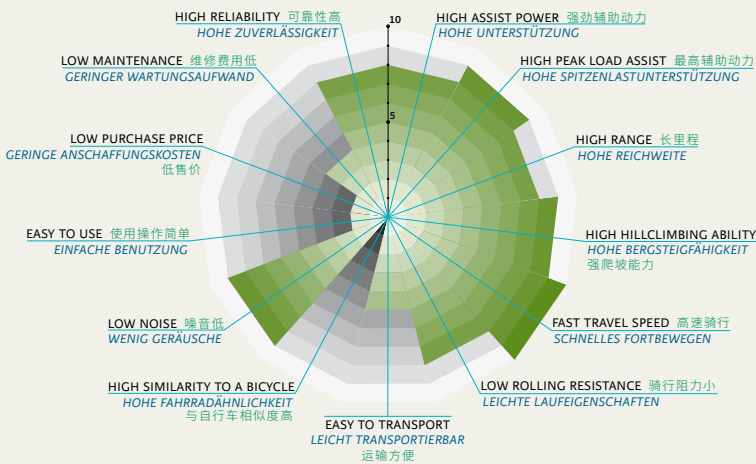 10
5
HIGH RELIABILITY 可靠性高
HOHE ZUVERLÄSSIGKEIT
HIGH ASSIST POWER 强劲辅助动力
HOHE UNTERSTÜTZUNG
LOW MAINTENANCE 维修费用低
GERINGER WARTUNGSAUFWAND
HIGH PEAK LOAD ASSIST 最高辅助动力
HOHE SPITZENLASTUNTERSTÜTZUNG
LOW PURCHASE PRICE
GERINGE ANSCHAFFUNGSKOSTEN
低售价
HIGH RANGE 长里程
HOHE REICHWEITE
EASY TO USE 使用操作简单
EINFACHE BENUTZUNG
HIGH HILLCLIMBING ABILITY
HOHE BERGSTEIGFÄHIGKEIT
强爬坡能力
LOW NOISE 噪音低
WENIG GERÄUSCHE
FAST TRAVEL SPEED 高速骑行
SCHNELLES FORTBEWEGEN
HIGH SIMILARITY TO A BICYCLE
HOHE FAHRRADÄHNLICHKEIT
与自行车相似度高
LOW ROLLING RESISTANCE 骑行阻力小
LEICHTE LAUFEIGENSCHAFTEN
EASY TO TRANSPORT
LEICHT TRANSPORTIERBAR
运输方便